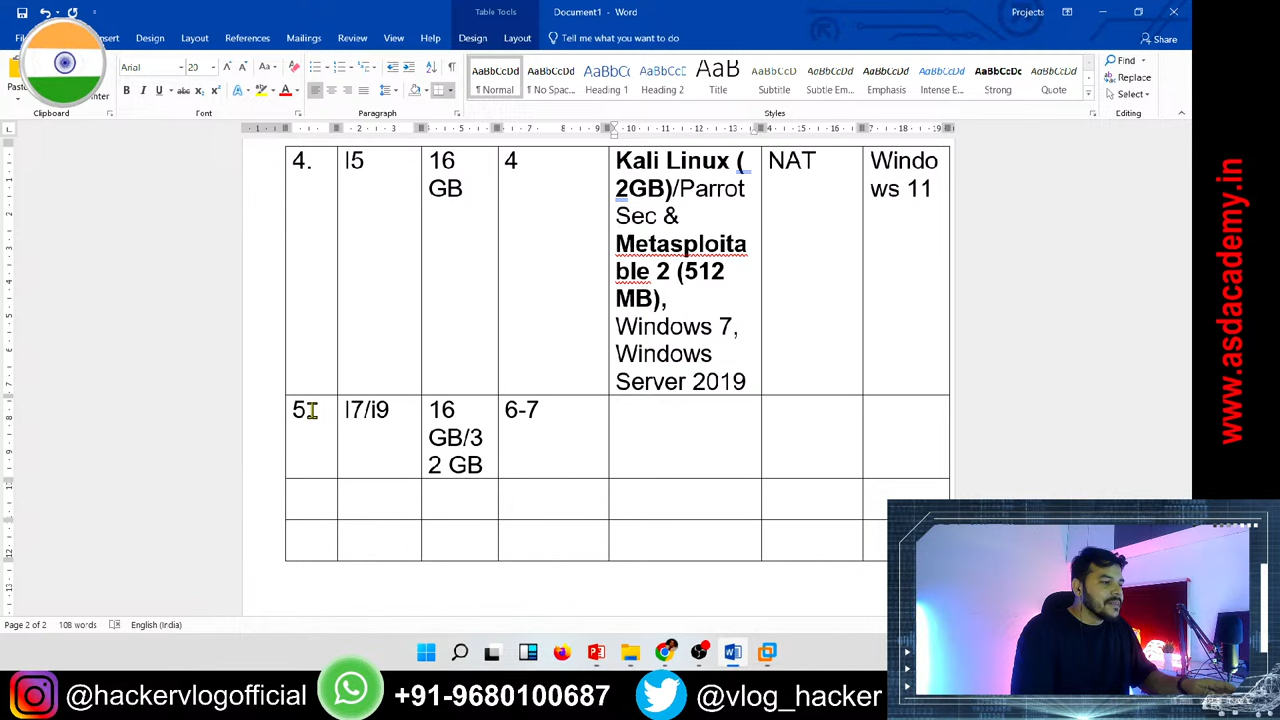 Table Tools
Document1 - Word
Projects
Insert
Design
Layout
References
Mailings
Review
View
Help
Design
Layout
Tell me what you want to do
Share
Arial
20
AaBbCcDd
¶ Normal
AaBbCcDd
¶ No Spac...
AaBbCc
Heading 1
AaBbCc
Heading 2
AaB
Title
AaBbCcD
Subtitle
AaBbCcDd
Subtle Em...
AaBbCcDd
Emphasis
AaBbCcDd
Intense E...
AaBbCcDc
Strong
AaBbCcDd
Quote
Find
Replace
Select
Clipboard
Font
Paragraph
Styles
Editing
4.
I5
16
GB
4
Kali Linux (
2GB)/Parrot
Sec &
Metasploita
ble 2 (512
MB),
Windows 7,
Windows
Server 2019
NAT
Windo
ws 11
5
I7/i9
16
GB/3
2 GB
6-7
www.asdacademy.in
Page 2 of 2
108 words
English (India)
@hackervlogofficial
+91-9680100687
@vlog_hacker